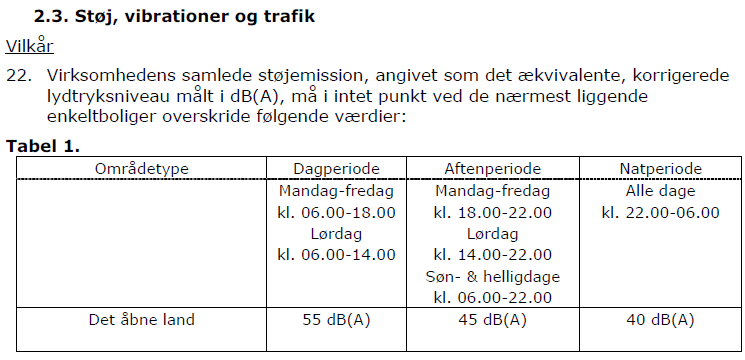 2.3. Støj, vibrationer og trafik
Vilkår
22. Virksomhedens samlede støjemission, angivet som det ækvivalente, korrigerede
lydtryksniveau målt i dB(A), må i intet punkt ved de nærmest liggende
enkeltboliger overskride følgende værdier:
Tabel 1.
Områdetype Dagperiode Aftenperiode Natperiode
Mandag-fredag Mandag-fredag Alle dage
kl. 06.00-18.00 kl. 18.00-22.00 kl. 22.00-06.00
Lørdag Lørdag
kl. 06.00-14.00 kl. 14.00-22.00
Søn- & helligdage
kl. 06.00-22.00
Det åbne land 55 dB(A) 45 dB(A) 40 dB(A)